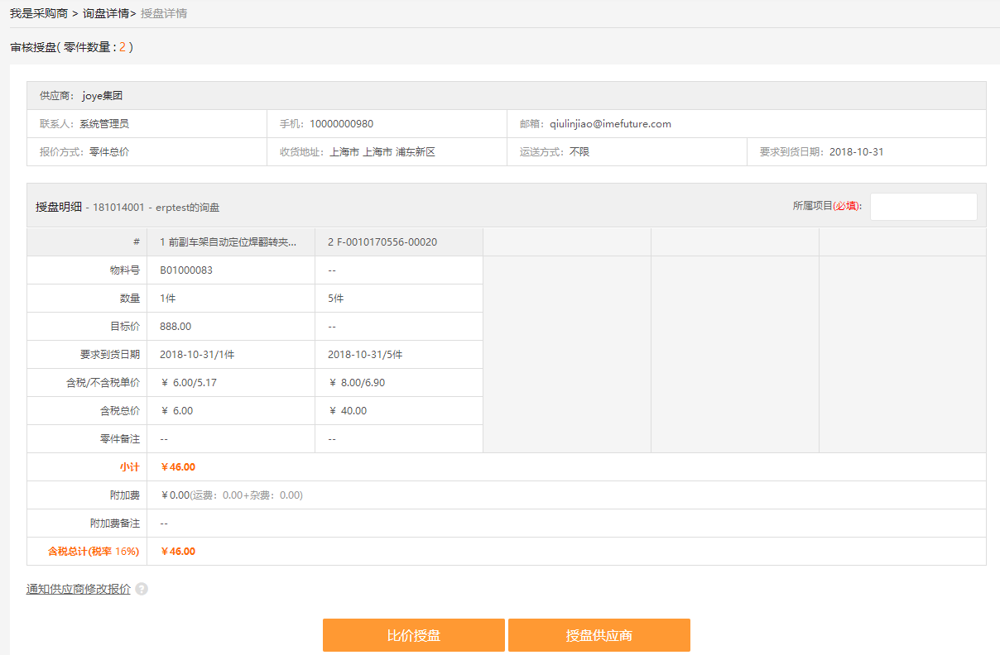 我是采购商 > 询盘详情> 授盘详情
审核授盘( 零件数量 : 2 )
供应商： joye集团
联系人：系统管理员 手机：10000000980 邮箱：qiulinjiao@imefuture.com
报价方式：零件总价 收货地址：上海市 上海市 浦东新区 运送方式：不限 要求到货日期：2018-10-31
授盘明细 - 181014001 - erptest的询盘 所属项目(必填):
# 1 前副车架自动定位焊翻转夹... 2 F-0010170556-00020
物料号 B01000083 --
数量 1件 5件
目标价 888.00 --
要求到货日期 2018-10-31/1件 2018-10-31/5件
含税/不含税单价 ¥ 6.00/5.17 ¥ 8.00/6.90
含税总价 ¥ 6.00 ¥ 40.00
零件备注 -- --
小计 ¥46.00
附加费 ¥0.00(运费：0.00+杂费：0.00)
附加费备注 --
含税总计(税率 16%) ¥46.00
通知供应商修改报价 ?
比价授盘 授盘供应商